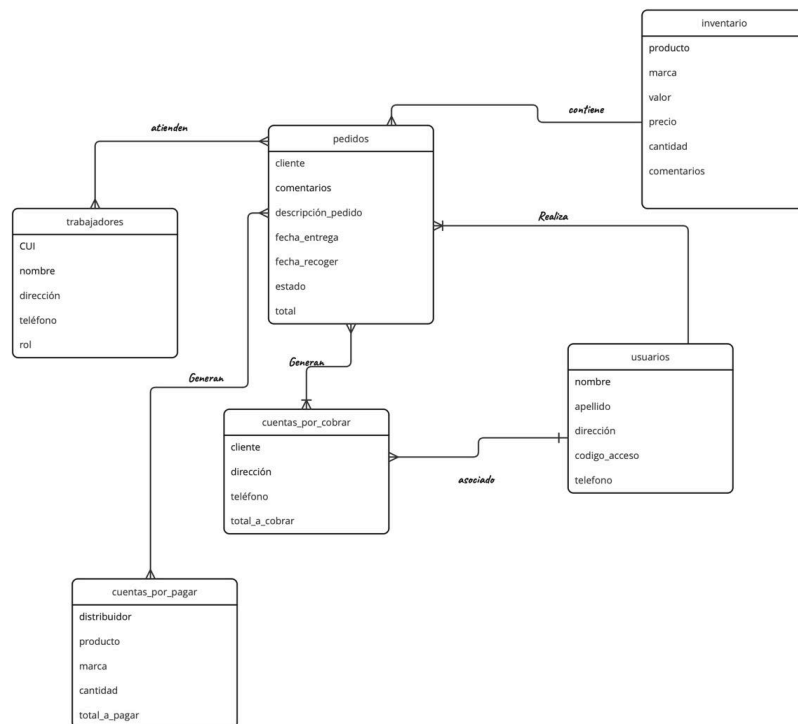 inventario
producto
marca
valor
precio
cantidad
comentarios
contiene
atienden
pedidos
cliente
comentarios
descripción_pedido
fecha_entrega
fecha_recoger
estado
total
trabajadores
CUI
nombre
dirección
teléfono
rol
Realiza
Generan
Generan
usuarios
nombre
apellido
dirección
codigo_acceso
telefono
cuentas_por_cobrar
cliente
dirección
teléfono
total_a_cobrar
asociado
cuentas_por_pagar
distribuidor
producto
marca
cantidad
total_a_pagar